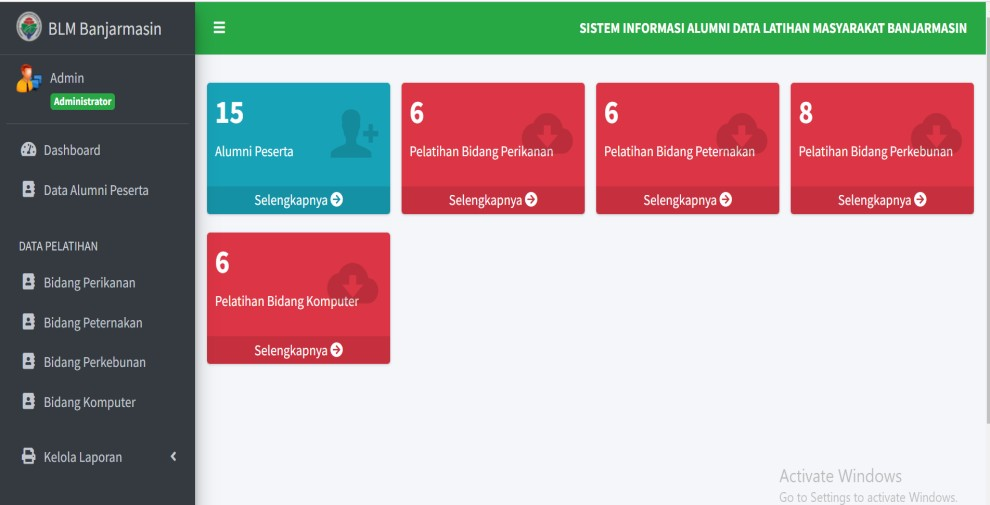 BLM Banjarmasin
Admin
Administrator
Dashboard
Data Alumni Peserta
DATA PELATIHAN
Bidang Perikanan
Bidang Peternakan
Bidang Perkebunan
Bidang Komputer
Kelola Laporan
SISTEM INFORMASI ALUMNI DATA LATIHAN MASYARAKAT BANJARMASIN
15
Alumni Peserta
Selengkapnya
6
Pelatihan Bidang Perikanan
Selengkapnya
6
Pelatihan Bidang Peternakan
Selengkapnya
8
Pelatihan Bidang Perkebunan
Selengkapnya
6
Pelatihan Bidang Komputer
Selengkapnya
Activate Windows
Go to Settings to activate Windows.